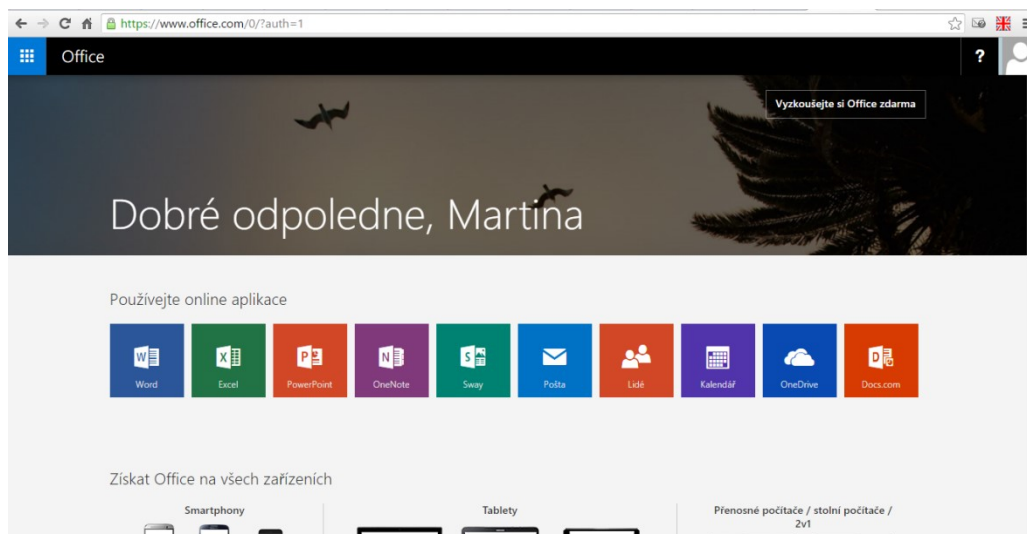 https://www.office.com/0/?auth=1
Office
?
Vyzkoušejte si Office zdarma
Dobré odpoledne, Martina
Používejte online aplikace
Word Excel PowerPoint OneNote Sway Pošta Lidé Kalendář OneDrive Docs.com
Získat Office na všech zařízeních
Smartphony Tablety Přenosné počítače / stolní počítače /
2v1